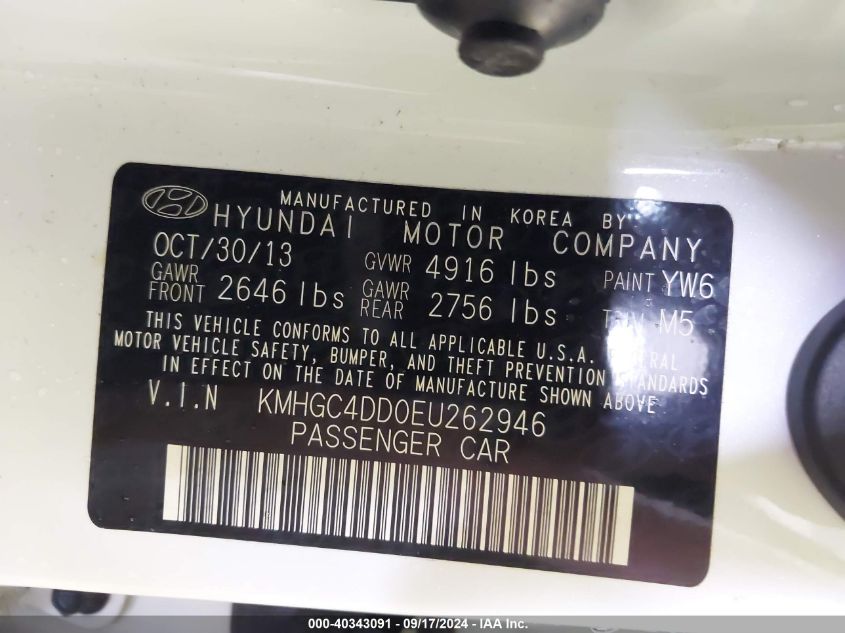 MANUFACTURED IN KOREA BY
HYUNDAI MOTOR COMPANY
OCT/30/13 GVWR 4916 lbs PAINT YW6
GAWR FRONT 2646 lbs GAWR REAR 2756 lbs M5
THIS VEHICLE CONFORMS TO ALL APPLICABLE U.S.A.
MOTOR VEHICLE SAFETY, BUMPER, AND THEFT PREVENTION STANDARDS
IN EFFECT ON THE DATE OF MANUFACTURE SHOWN ABOVE
V.I.N KMHGC4DD0EU262946
PASSENGER CAR
000-40343091 - 09/17/2024 - IAA Inc.